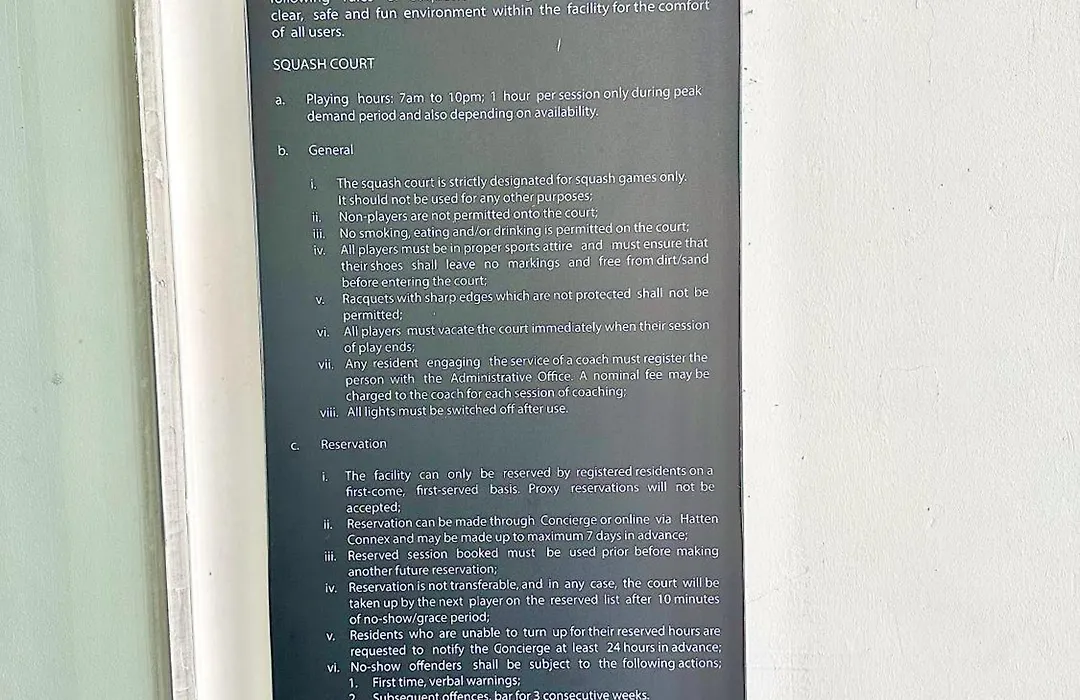 following rules
clear, safe and fun environment within the facility for the comfort
of all users.
SQUASH COURT
a. Playing hours: 7am to 10pm; 1 hour per session only during peak
demand period and also depending on availability.
b. General
i. The squash court is strictly designated for squash games only.
It should not be used for any other purposes;
ii. Non-players are not permitted onto the court;
iii. No smoking, eating and/or drinking is permitted on the court;
iv. All players must be in proper sports attire and must ensure that
their shoes shall leave no markings and free from dirt/sand
before entering the court;
v. Racquets with sharp edges which are not protected shall not be
permitted;
vi. All players must vacate the court immediately when their session
of play ends;
vii. Any resident engaging the service of a coach must register the
person with the Administrative Office. A nominal fee may be
charged to the coach for each session of coaching;
viii. All lights must be switched off after use.
c. Reservation
i. The facility can only be reserved by registered residents on a
first-come, first-served basis. Proxy reservations will not be
accepted;
ii. Reservation can be made through Concierge or online via Hatten
Connex and may be made up to maximum 7 days in advance;
iii. Reserved session booked must be used prior before making
another future reservation;
iv. Reservation is not transferable, and in any case, the court will be
taken up by the next player on the reserved list after 10 minutes
of no-show/grace period;
v. Residents who are unable to turn up for their reserved hours are
requested to notify the Concierge at least 24 hours in advance;
vi. No-show offenders shall be subject to the following actions;
1. First time, verbal warnings;
2. Subsequent offences, bar for 3 consecutive weeks.